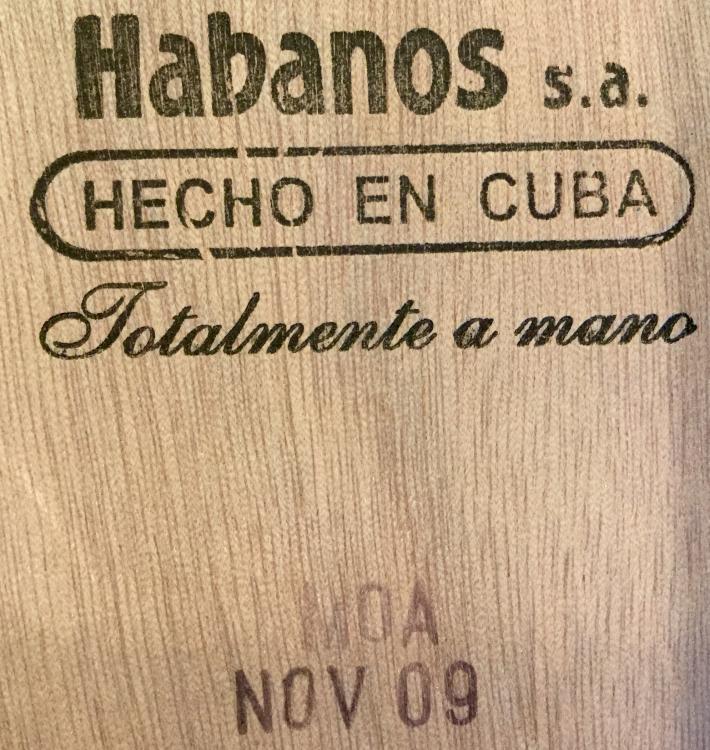 Habanos s.a.
HECHO EN CUBA
Totalmente a mano
MOA
NOV 09